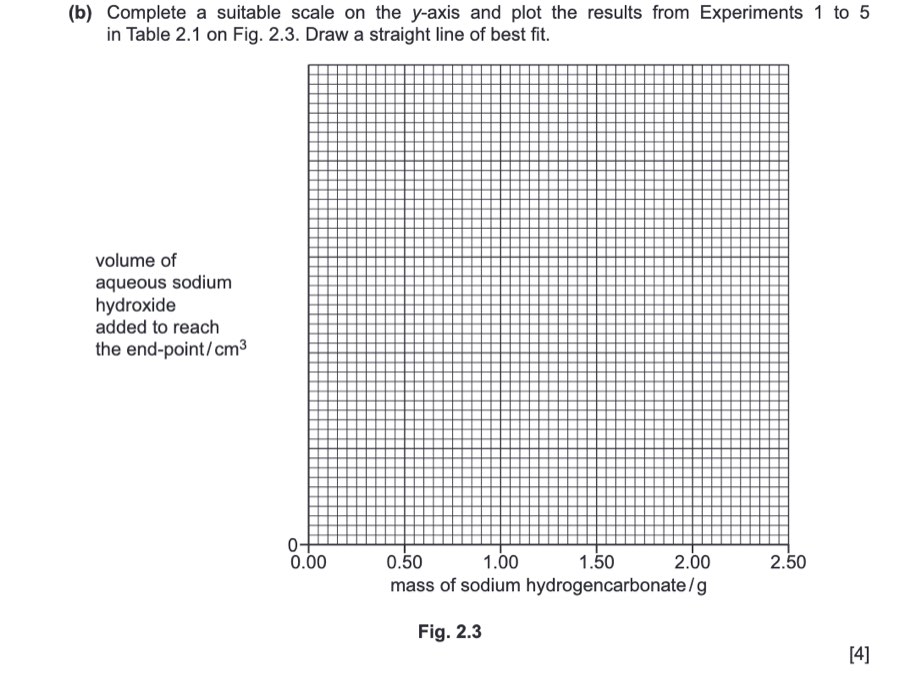 (b) Complete a suitable scale on the y-axis and plot the results from Experiments 1 to 5
in Table 2.1 on Fig. 2.3. Draw a straight line of best fit.
volume of
aqueous sodium
hydroxide
added to reach
the end-point/cm³
0
0.00 0.50 1.00 1.50 2.00 2.50
mass of sodium hydrogencarbonate/g
Fig. 2.3
[4]